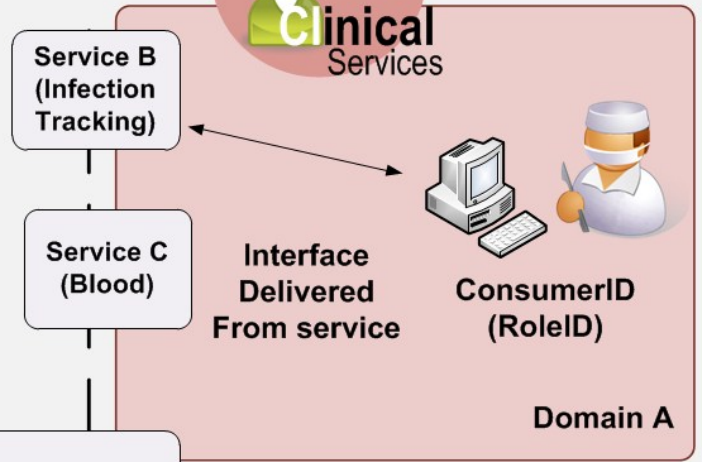 Clinical
Services
Service B
(Infection
Tracking)
Service C
(Blood)
Interface
Delivered
From service
ConsumerID
(RoleID)
Domain A